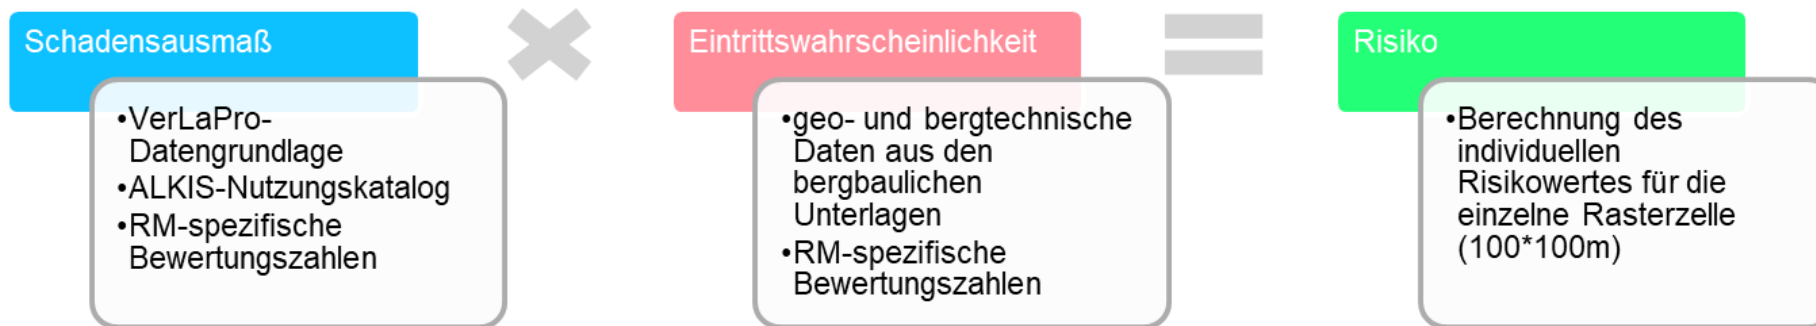 Schadensausmaß
•VerLaPro-
Datengrundlage
•ALKIS-Nutzungskatalog
•RM-spezifische
Bewertungszahlen
Eintrittswahrscheinlichkeit
•geo- und bergtechnische
Daten aus den
bergbaulichen
Unterlagen
•RM-spezifische
Bewertungszahlen
Risiko
•Berechnung des
individuellen
Risikowertes für die
einzelne Rasterzelle
(100*100m)